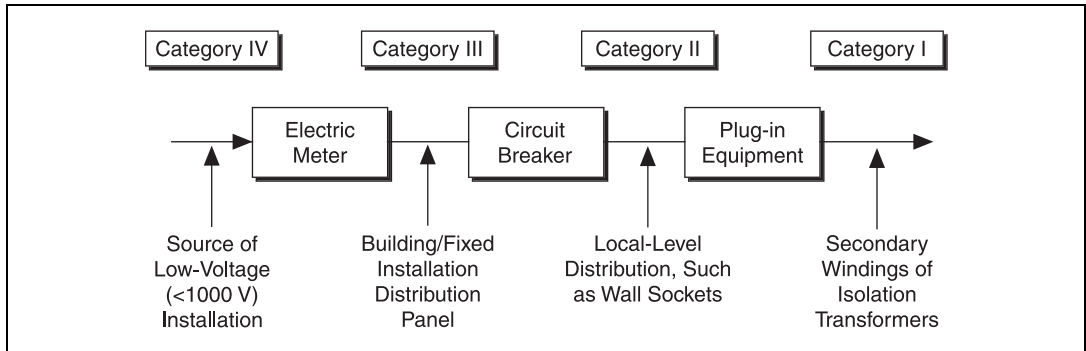 Category IV
Category III
Category II
Category I
Electric
Meter
Circuit
Breaker
Plug-in
Equipment
Source of
Low-Voltage
(<1000 V)
Installation
Building/Fixed
Installation
Distribution
Panel
Local-Level
Distribution, Such
as Wall Sockets
Secondary
Windings of
Isolation
Transformers